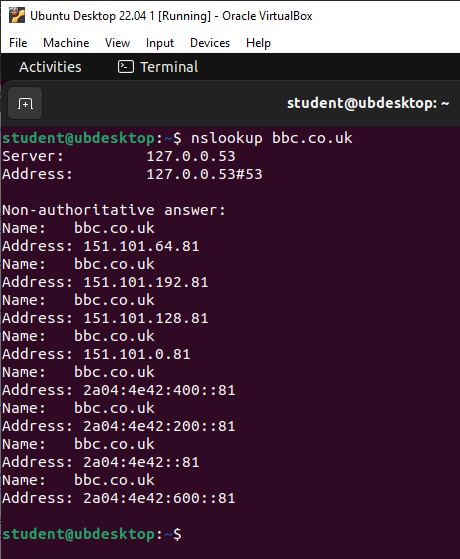 Ubuntu Desktop 22.04 1 [Running] - Oracle VirtualBox
File Machine View Input Devices Help
Activities Terminal
student@ubdesktop: ~
student@ubdesktop:~$ nslookup bbc.co.uk
Server: 127.0.0.53
Address: 127.0.0.53#53
Non-authoritative answer:
Name: bbc.co.uk
Address: 151.101.64.81
Name: bbc.co.uk
Address: 151.101.192.81
Name: bbc.co.uk
Address: 151.101.128.81
Name: bbc.co.uk
Address: 151.101.0.81
Name: bbc.co.uk
Address: 2a04:4e42:400::81
Name: bbc.co.uk
Address: 2a04:4e42:200::81
Name: bbc.co.uk
Address: 2a04:4e42::81
Name: bbc.co.uk
Address: 2a04:4e42:600::81
student@ubdesktop:~$